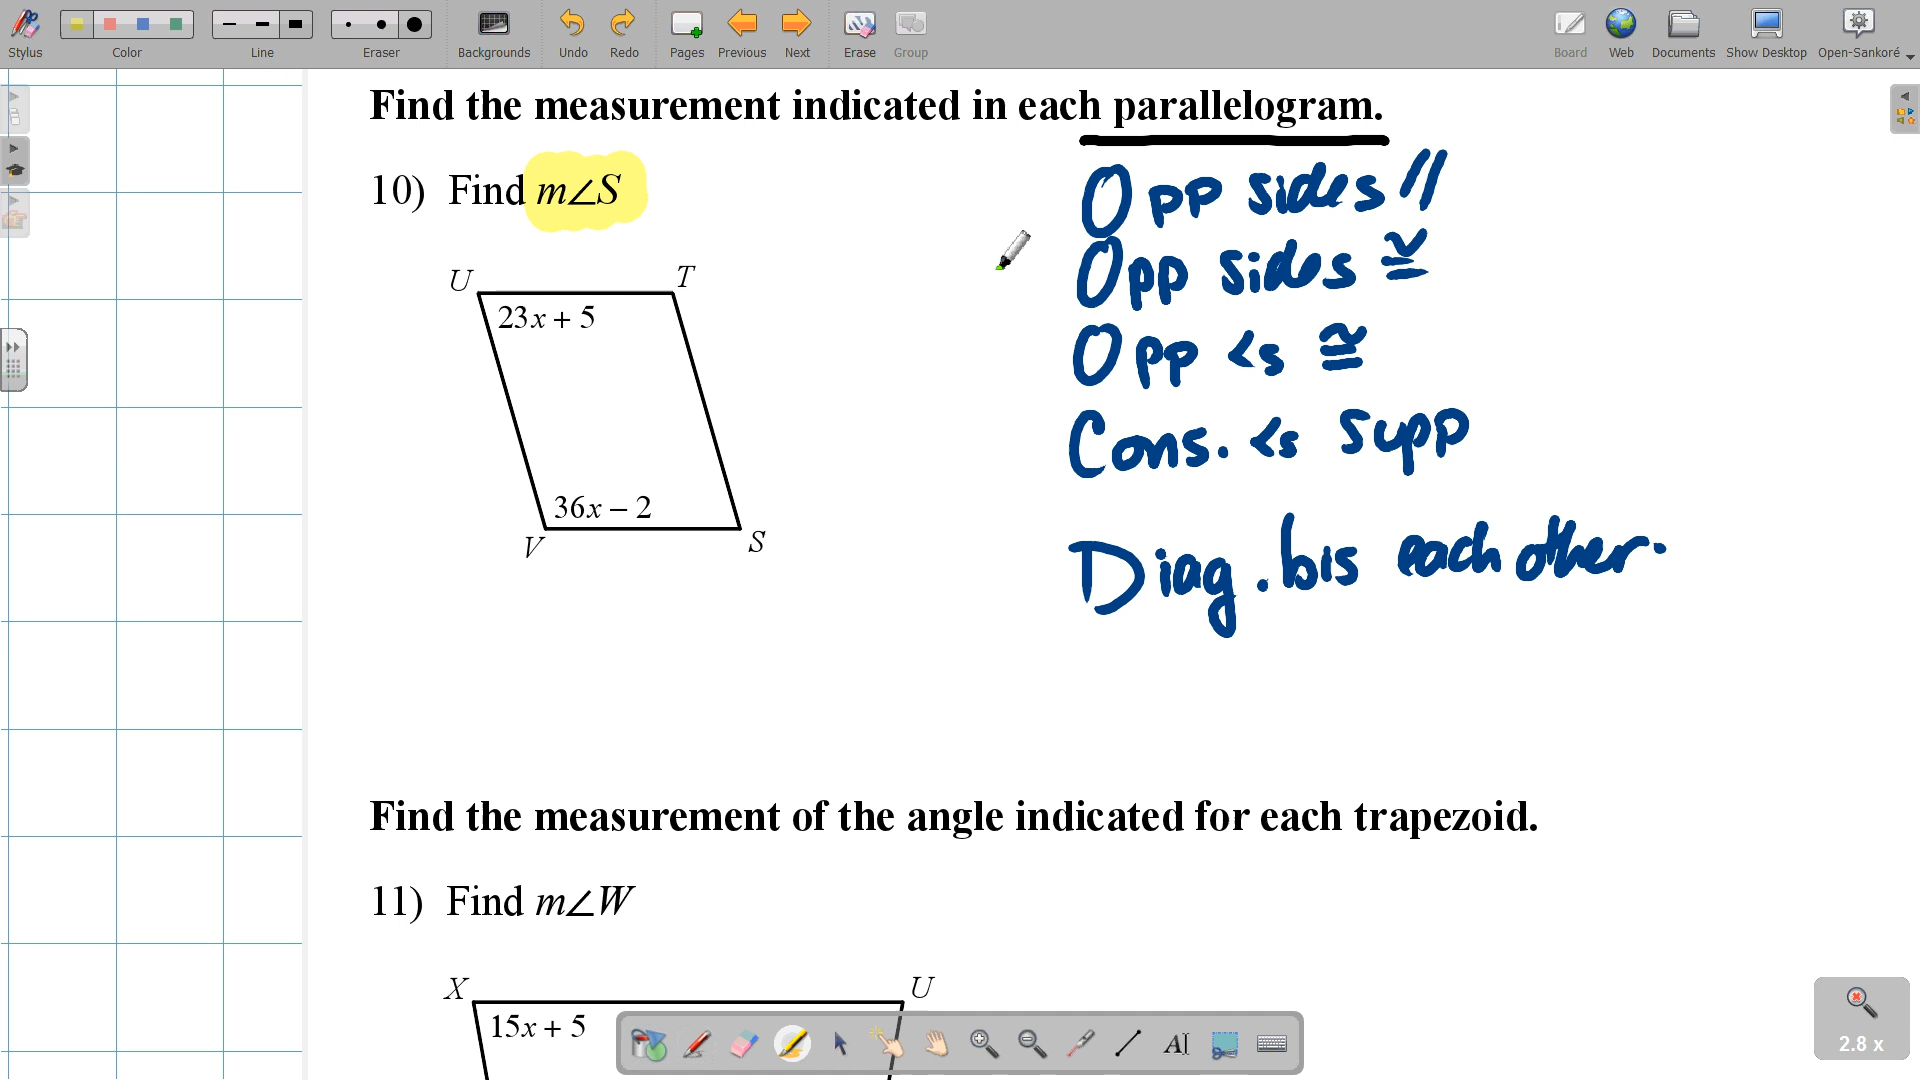 Stylus Color Line Eraser Backgrounds Undo Redo Pages Previous Next Erase Group Board Web Documents Show Desktop Open-Sankoré
Find the measurement indicated in each parallelogram.
10) Find m∠S
U T
23x + 5
36x − 2
V S
Opp sides //
Opp sides ≅
Opp <s ≅
Cons. <s supp
Diag. bis each other.
Find the measurement of the angle indicated for each trapezoid.
11) Find m∠W
X U
15x + 5
2.8 x